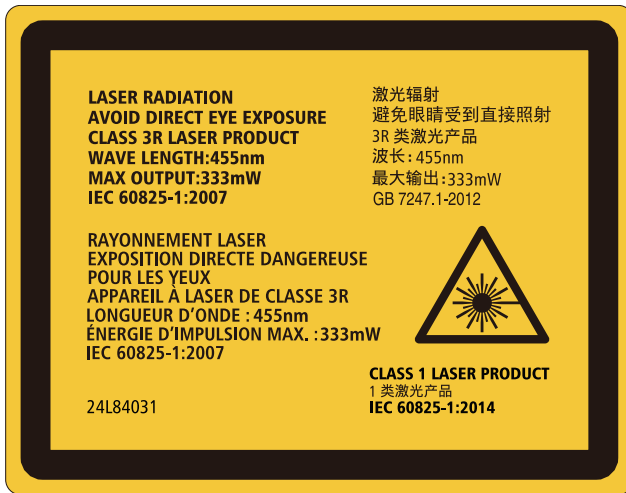 LASER RADIATION
AVOID DIRECT EYE EXPOSURE
CLASS 3R LASER PRODUCT
WAVE LENGTH:455nm
MAX OUTPUT:333mW
IEC 60825-1:2007
激光辐射
避免眼睛受到直接照射
3R 类激光产品
波长: 455nm
最大输出:333mW
GB 7247.1-2012
RAYONNEMENT LASER
EXPOSITION DIRECTE DANGEREUSE
POUR LES YEUX
APPAREIL À LASER DE CLASSE 3R
LONGUEUR D'ONDE : 455nm
ÉNERGIE D'IMPULSION MAX. :333mW
IEC 60825-1:2007
CLASS 1 LASER PRODUCT
1 类激光产品
IEC 60825-1:2014
24L84031